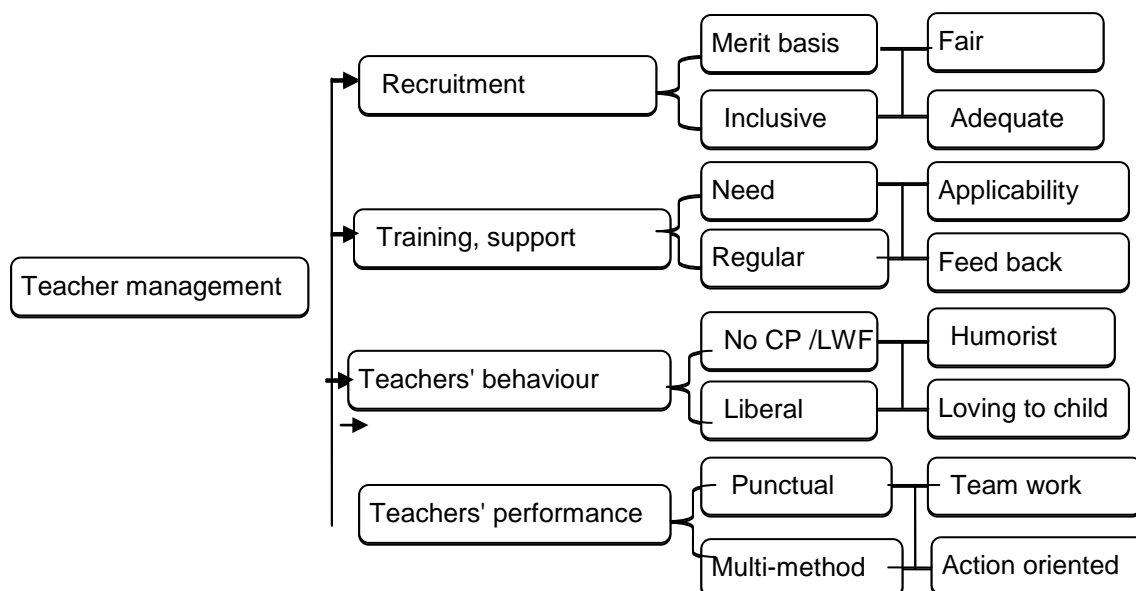 Merit basis
Fair
Recruitment
Inclusive
Adequate
Need
Applicability
Training, support
Regular
Feed back
Teacher management
No CP /LWF
Humorist
Teachers' behaviour
Liberal
Loving to child
Punctual
Team work
Teachers' performance
Multi-method
Action oriented